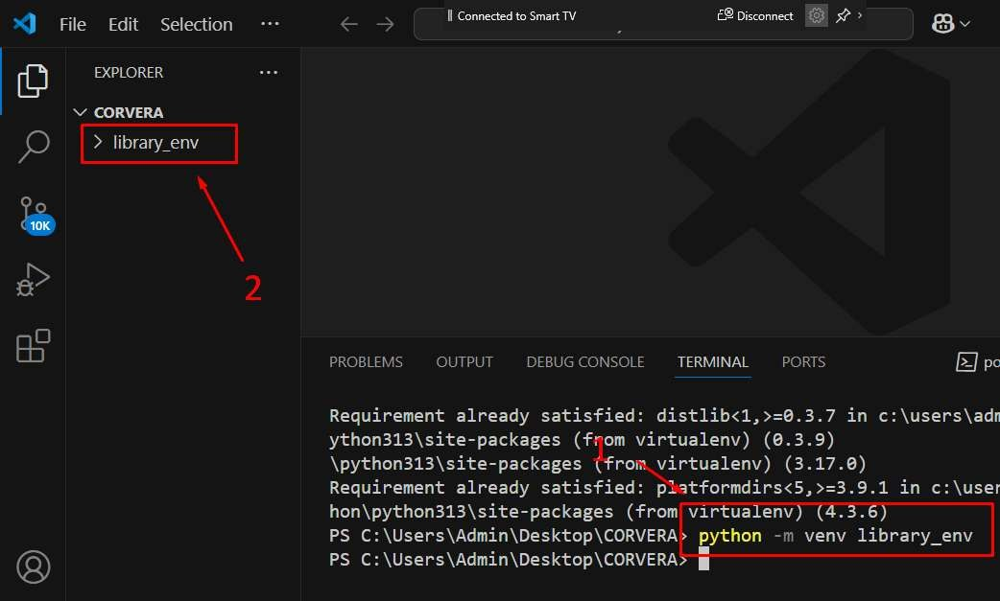 File Edit Selection ···
Connected to Smart TV
Disconnect
EXPLORER ···
CORVERA
library_env
10K
2
PROBLEMS OUTPUT DEBUG CONSOLE TERMINAL PORTS
Requirement already satisfied: distlib<1,>=0.3.7 in c:\users\adm
ython313\site-packages (from virtualenv) (0.3.9)
1
\python313\site-packages (from virtualenv) (3.17.0)
Requirement already satisfied: platformdirs<5,>=3.9.1 in c:\user
hon\python313\site-packages (from virtualenv) (4.3.6)
PS C:\Users\Admin\Desktop\CORVERA> python -m venv library_env
PS C:\Users\Admin\Desktop\CORVERA>